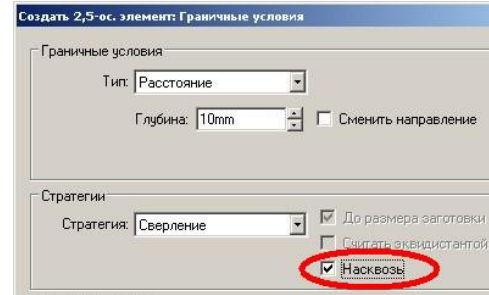 Создать 2,5-ос. элемент: Граничные условия
Граничные условия
Тип: Расстояние
Глубина: 10mm Сменить направление
Стратегии
Стратегия: Сверление До размера заготовки
Считать эквидистантой
Насквозь